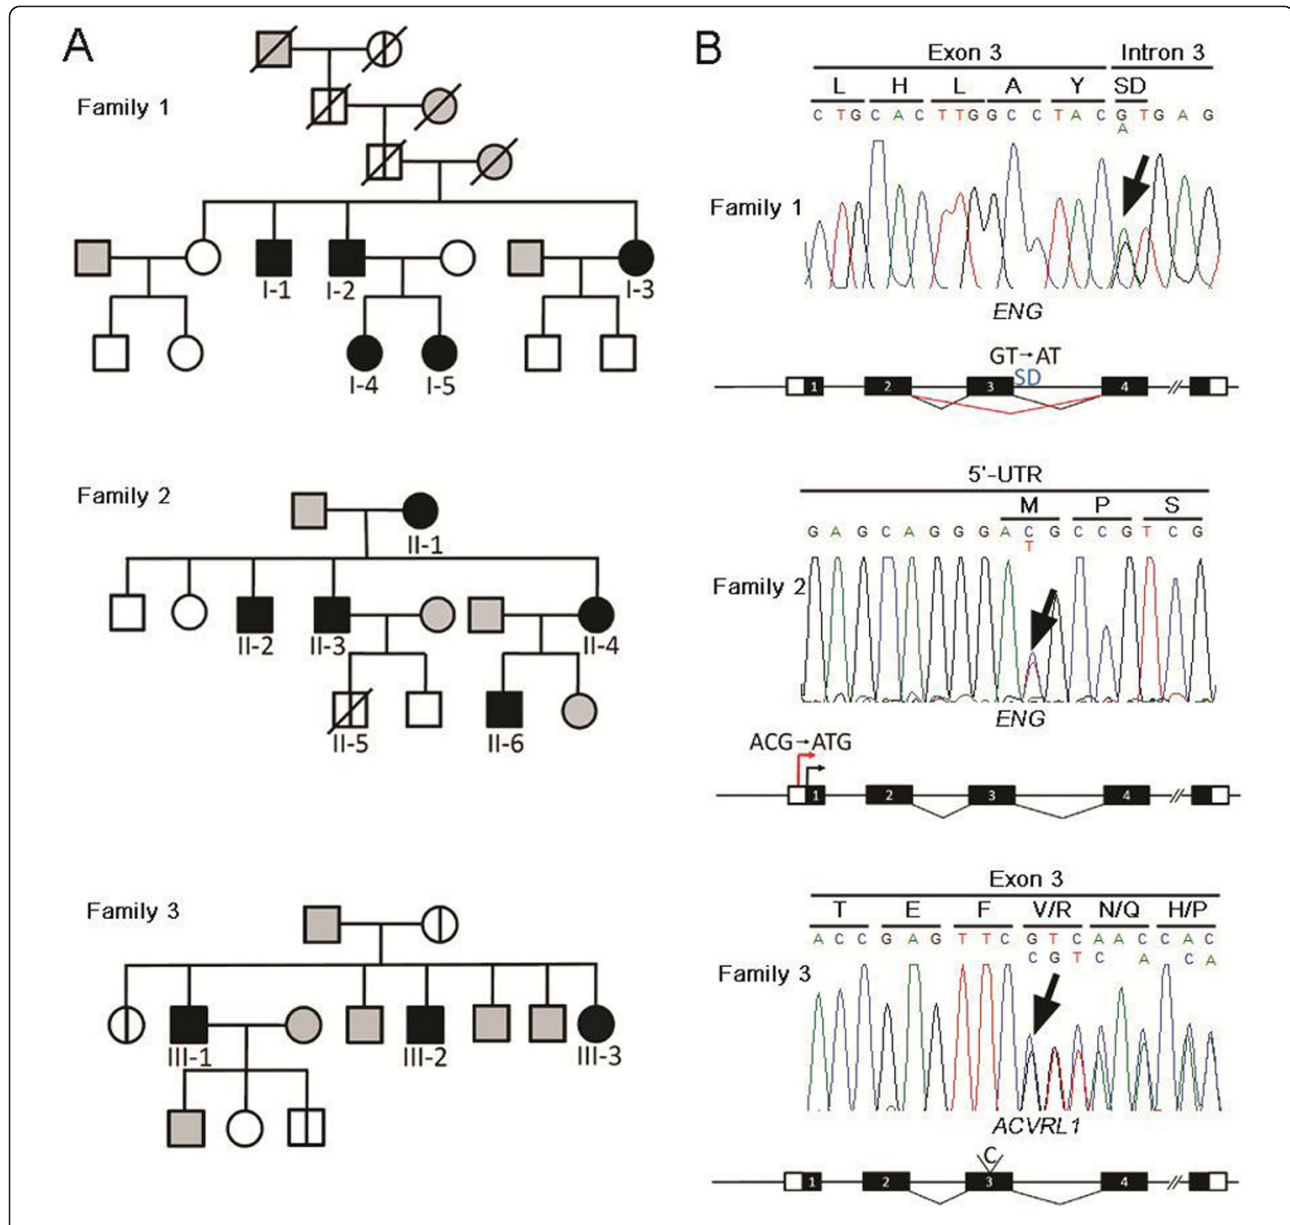 A
Family 1
I-1 I-2 I-3
I-4 I-5
Family 2
II-1
II-2 II-3 II-4
II-5 II-6
Family 3
III-1 III-2 III-3
B
Exon 3 Intron 3
L H L A Y SD
C T G C A C T T G G C C T A C G T G A G
A
Family 1
ENG
GT→AT
SD
1 2 3 4
5'-UTR
M P S
G A G C A G G G A C G C C G T C G
T
Family 2
ENG
ACG→ATG
1 2 3 4
Exon 3
T E F V/R N/Q H/P
A C C G A G T T C G T C A A C C A C
C G T C A C A
Family 3
ACVRL1
C
1 2 3 4